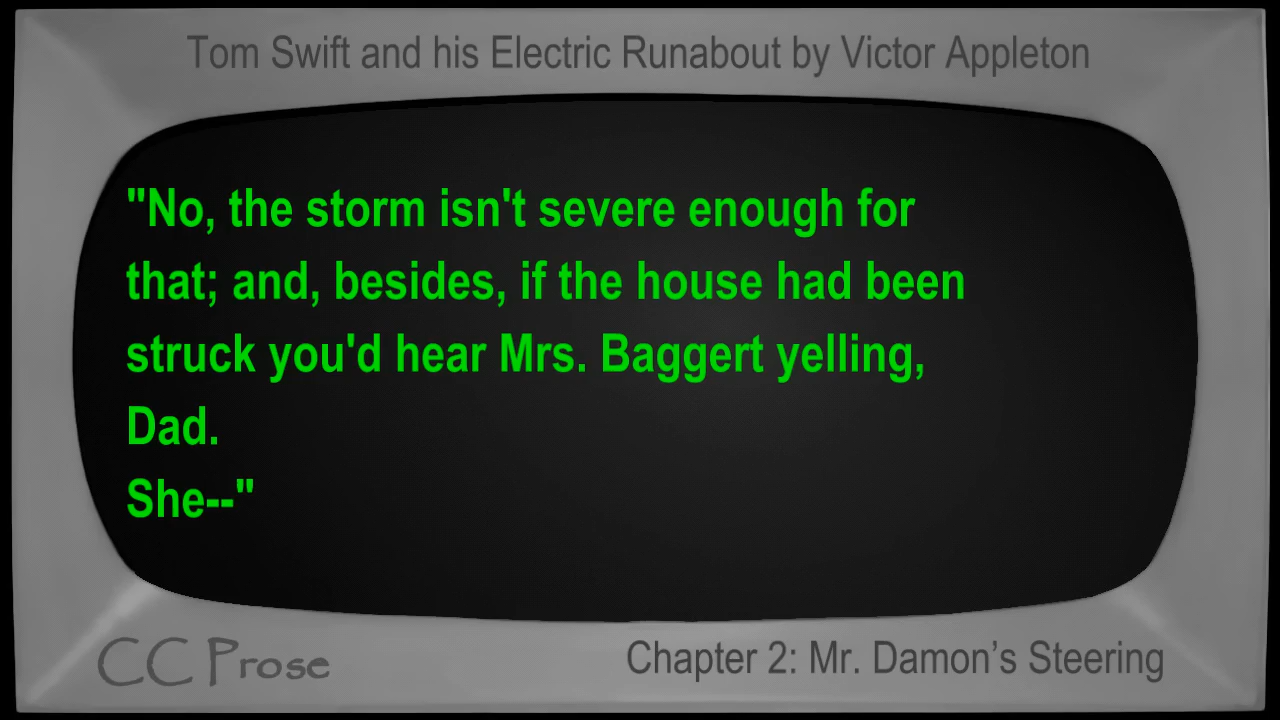 Tom Swift and his Electric Runabout by Victor Appleton
"No, the storm isn't severe enough for
that; and, besides, if the house had been
struck you'd hear Mrs. Baggert yelling,
Dad.
She--"
CC Prose
Chapter 2: Mr. Damon’s Steering